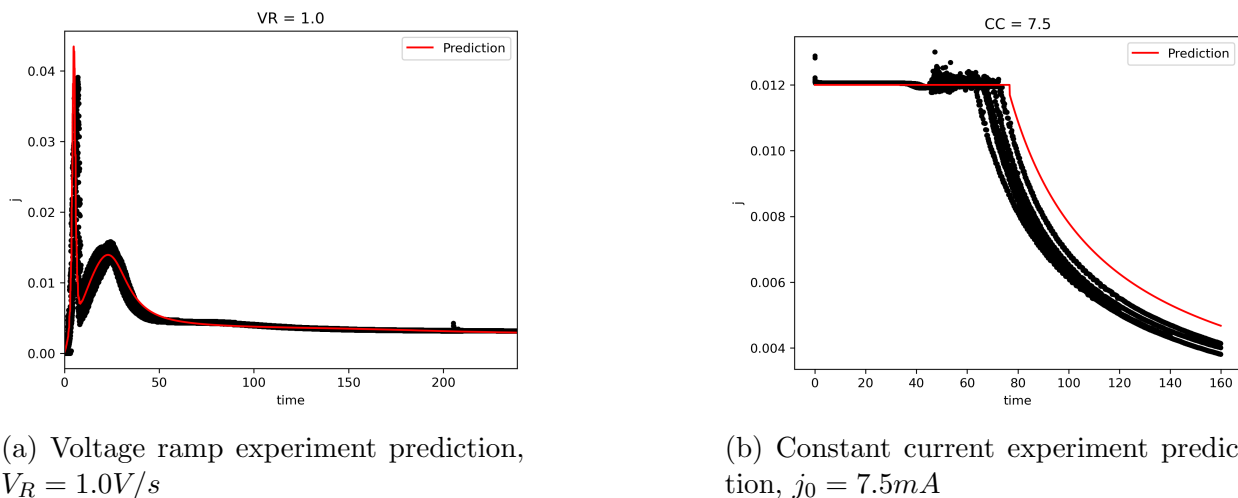 VR = 1.0
Prediction
0.04
0.03
0.02
0.01
0.00
j
0
50
100
150
200
time
(a) Voltage ramp experiment prediction,
V_R = 1.0V/s
CC = 7.5
Prediction
0.012
0.010
0.008
0.006
0.004
j
0
20
40
60
80
100
120
140
160
time
(b) Constant current experiment predic
tion, j_0 = 7.5mA